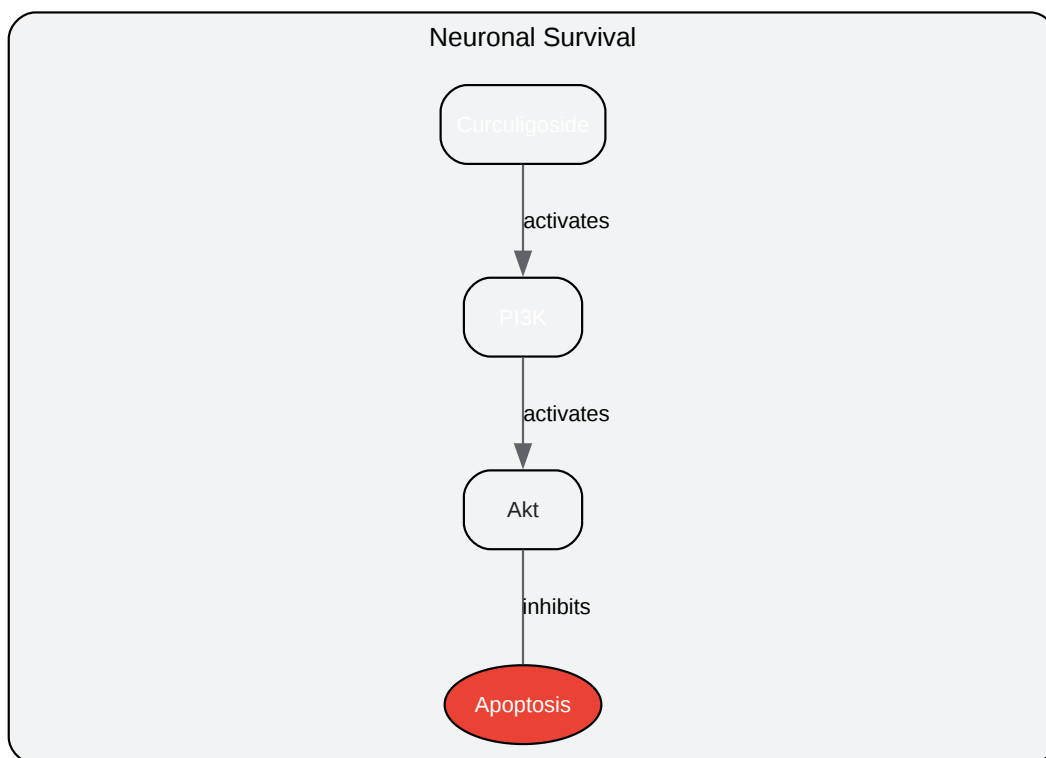 Neuronal Survival
Curculigoside
activates
PI3K
activates
Akt
inhibits
Apoptosis